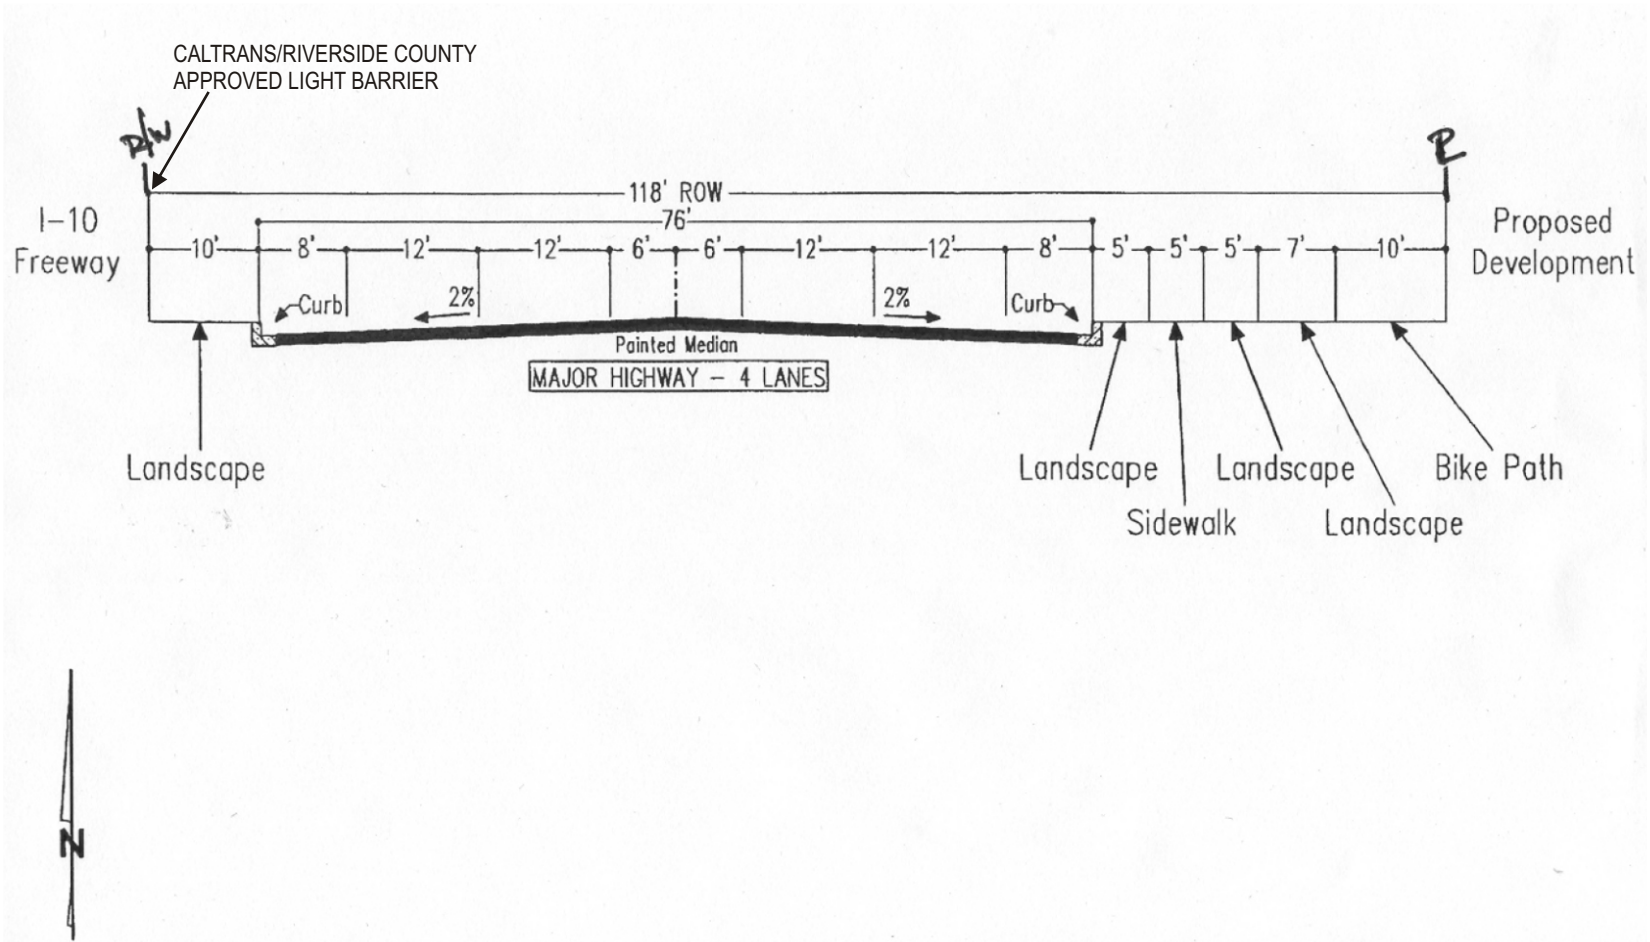 CALTRANS/RIVERSIDE COUNTY
APPROVED LIGHT BARRIER
R/W
118' ROW
76'
I-10
Freeway
Proposed
Development
10' 8' 12' 12' 6' 6' 12' 12' 8' 5' 5' 5' 7' 10'
Curb 2% 2% Curb
Painted Median
MAJOR HIGHWAY - 4 LANES
Landscape Landscape Landscape Bike Path
Sidewalk Landscape
N